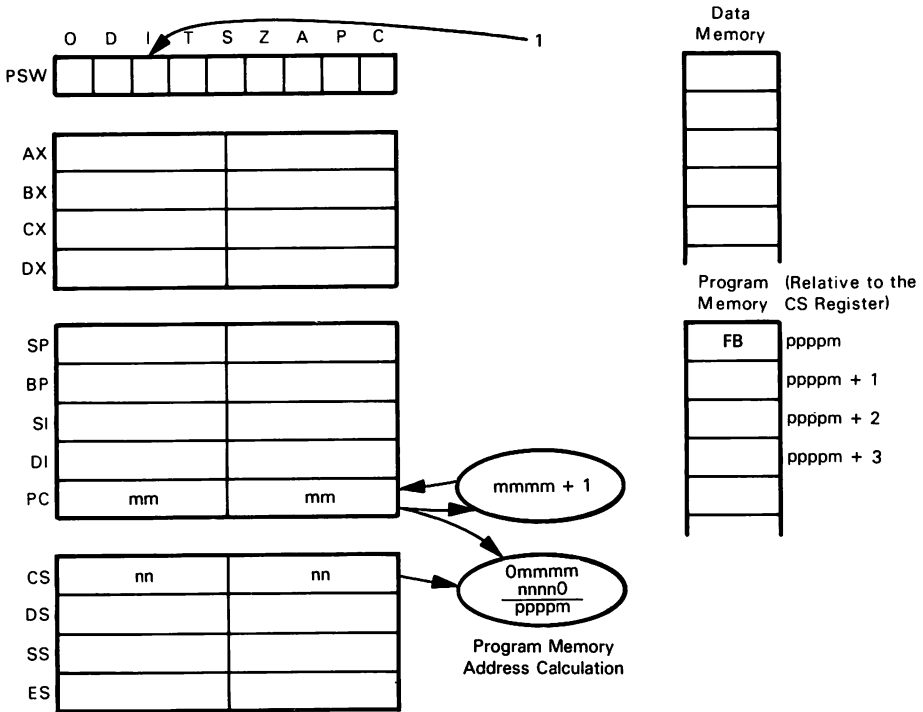 O D I T S Z A P C
1
PSW
AX
BX
CX
DX
SP
BP
SI
DI
PC mm mm
mmmm + 1
CS nn nn
DS
SS
ES
0mmmm
nnnn0
ppppm
Program Memory
Address Calculation
Data
Memory
Program (Relative to the
Memory CS Register)
FB ppppm
ppppm + 1
ppppm + 2
ppppm + 3